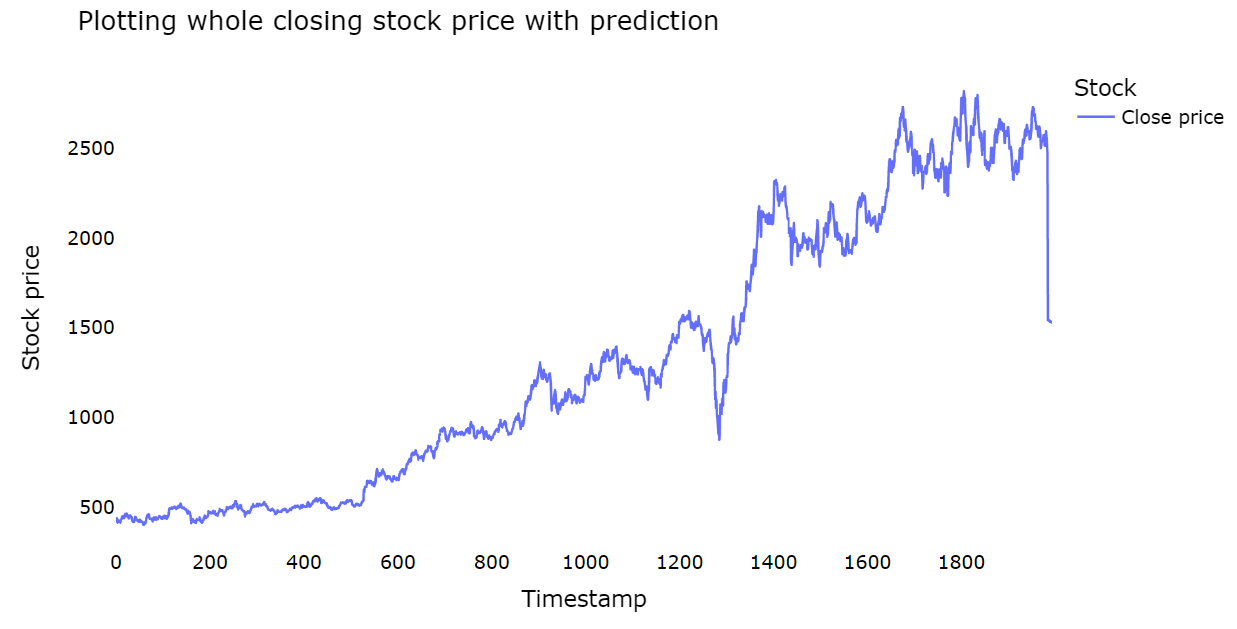 Plotting whole closing stock price with prediction
Stock
Close price
Stock price
2500
2000
1500
1000
500
0 200 400 600 800 1000 1200 1400 1600 1800
Timestamp